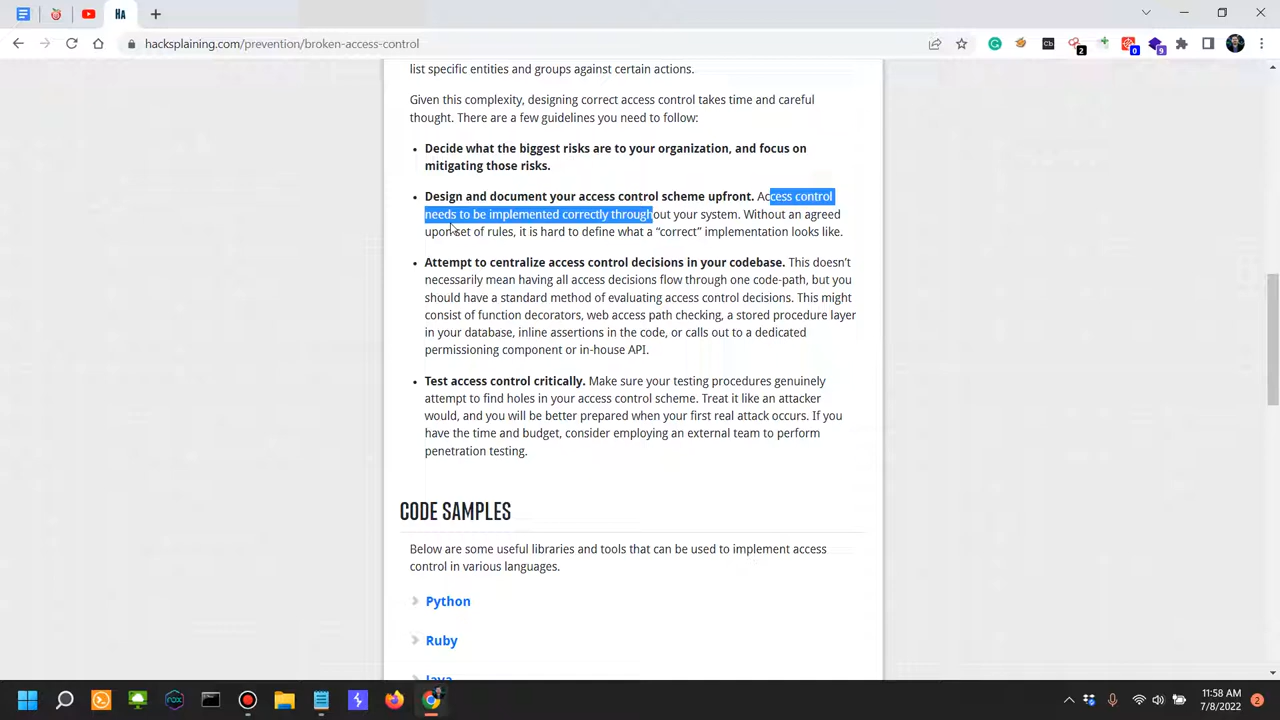 HA
hacksplaining.com/prevention/broken-access-control
Cb
2
0
9
list specific entities and groups against certain actions.
Given this complexity, designing correct access control takes time and careful
thought. There are a few guidelines you need to follow:
• Decide what the biggest risks are to your organization, and focus on
mitigating those risks.
• Design and document your access control scheme upfront. Access control
needs to be implemented correctly throughout your system. Without an agreed
upon set of rules, it is hard to define what a “correct” implementation looks like.
• Attempt to centralize access control decisions in your codebase. This doesn’t
necessarily mean having all access decisions flow through one code-path, but you
should have a standard method of evaluating access control decisions. This might
consist of function decorators, web access path checking, a stored procedure layer
in your database, inline assertions in the code, or calls out to a dedicated
permissioning component or in-house API.
• Test access control critically. Make sure your testing procedures genuinely
attempt to find holes in your access control scheme. Treat it like an attacker
would, and you will be better prepared when your first real attack occurs. If you
have the time and budget, consider employing an external team to perform
penetration testing.
CODE SAMPLES
Below are some useful libraries and tools that can be used to implement access
control in various languages.
Python
Ruby
Java
11:58 AM
7/8/2022
2